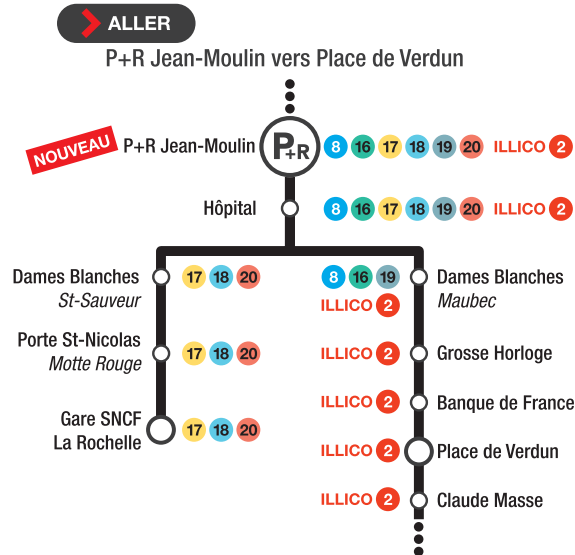 ALLER
P+R Jean-Moulin vers Place de Verdun
NOUVEAU
P+R Jean-Moulin P+R 8 16 17 18 19 20 ILLICO 2
Hôpital 8 16 17 18 19 20 ILLICO 2
Dames Blanches
St-Sauveur
17 18 20
8 16 19
ILLICO 2
Dames Blanches
Maubec
Porte St-Nicolas
Motte Rouge
17 18 20
ILLICO 2 Grosse Horloge
ILLICO 2 Banque de France
Gare SNCF
La Rochelle
17 18 20
ILLICO 2 Place de Verdun
ILLICO 2 Claude Masse